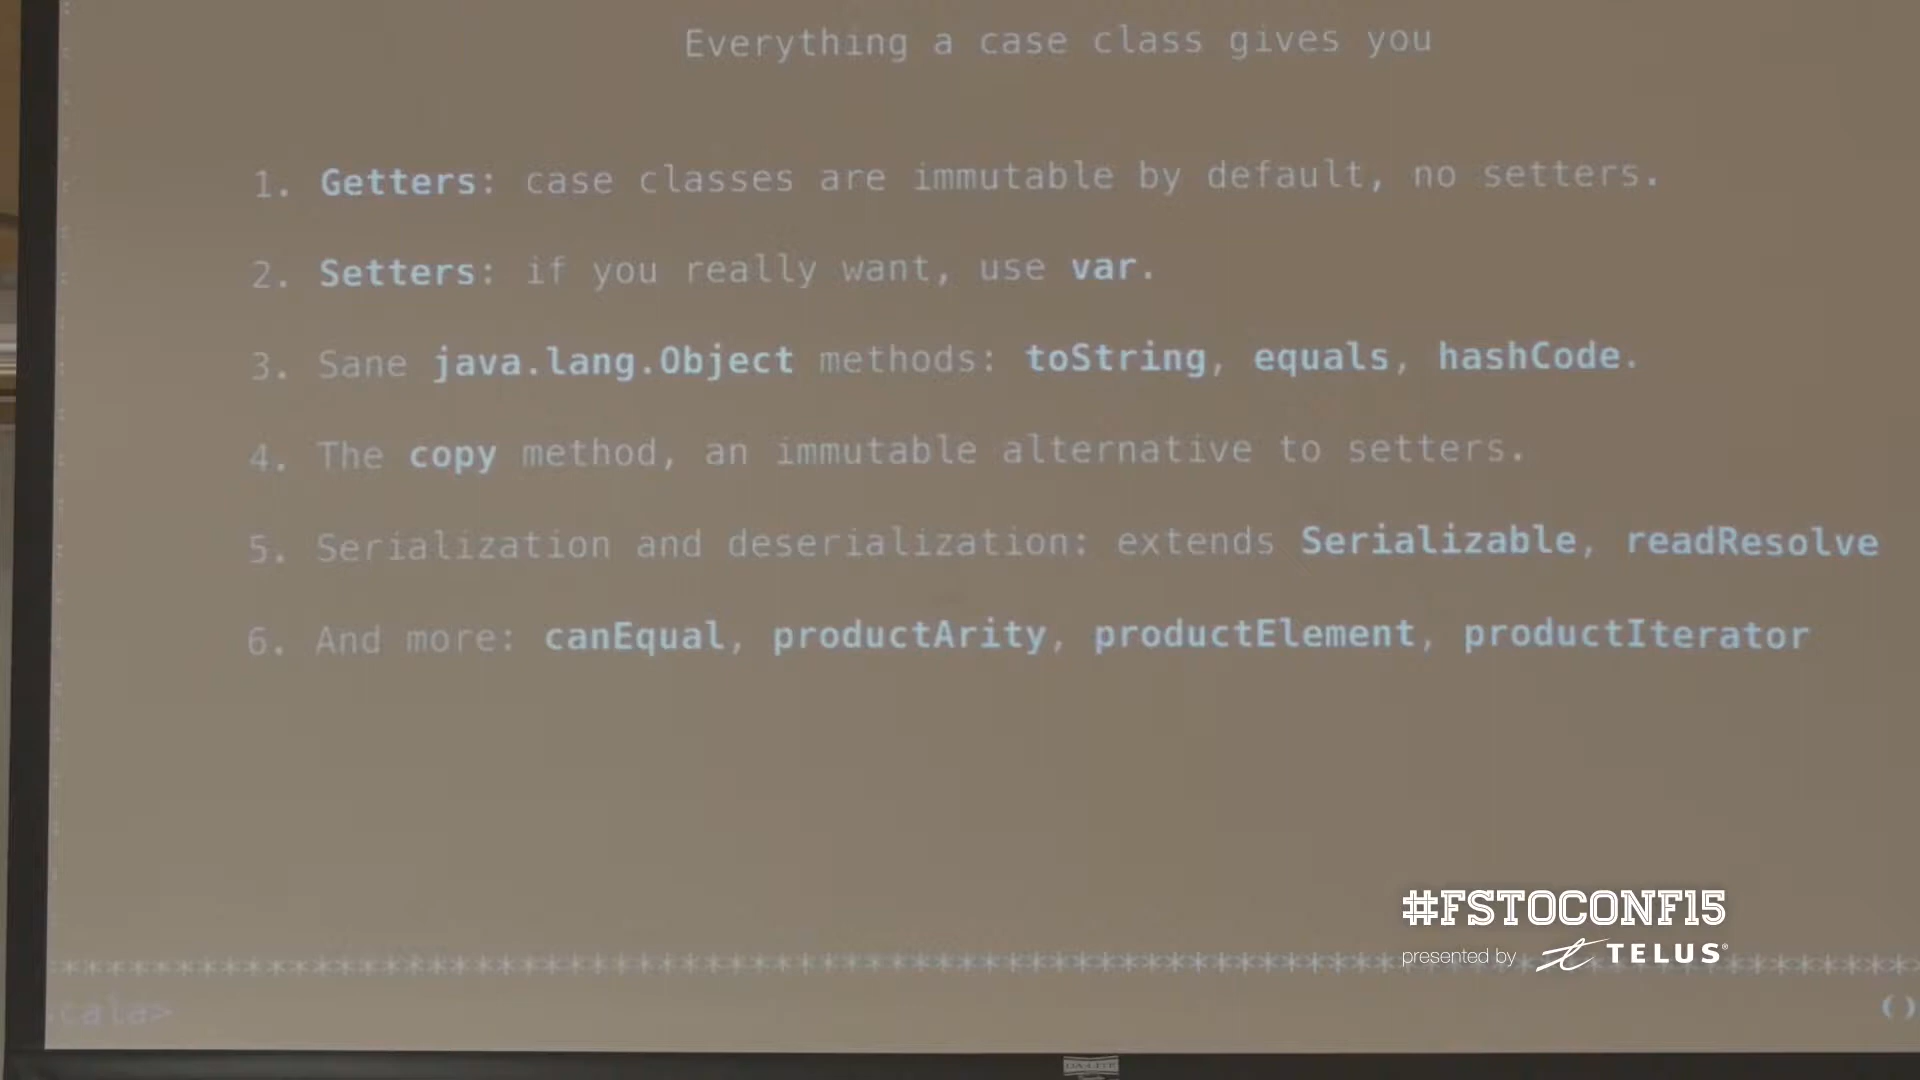 Everything a case class gives you
1. Getters: case classes are immutable by default, no setters.
2. Setters: if you really want, use var.
3. Sane java.lang.Object methods: toString, equals, hashCode.
4. The copy method, an immutable alternative to setters.
5. Serialization and deserialization: extends Serializable, readResolve
6. And more: canEqual, productArity, productElement, productIterator
#FSTOCONF15
presented by TELUS®
cala>
()
DA-LITE